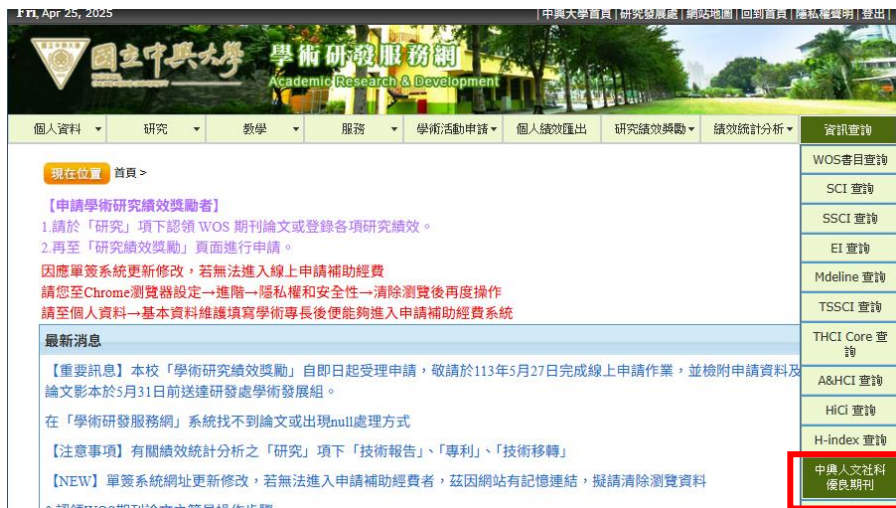 Fri, Apr 25, 2025
|中興大學首頁|研究發展處|網站地圖|回到首頁|隱私權聲明|登出|
國立中興大學 學術研發服務網
Academic Research & Development
個人資料 研究 教學 服務 學術活動申請 個人績效匯出 研究績效獎勵 績效統計分析 資訊查詢
WOS書目查詢
SCI 查詢
SSCI 查詢
EI 查詢
Mdeline 查詢
TSSCI 查詢
THCI Core 查
詢
A&HCI 查詢
HiCi 查詢
H-index 查詢
中興人文社科
優良期刊
現在位置 首頁 >
【申請學術研究績效獎勵者】
1.請於「研究」項下認領 WOS 期刊論文或登錄各項研究績效。
2.再至「研究績效獎勵」頁面進行申請。
因應單簽系統更新修改，若無法進入線上申請補助經費
請您至Chrome瀏覽器設定→進階→隱私權和安全性→清除瀏覽後再度操作
請至個人資料→基本資料維護填寫學術專長後便能夠進入申請補助經費系統
最新消息
【重要訊息】本校「學術研究績效獎勵」自即日起受理申請，敬請於113年5月27日完成線上申請作業，並檢附申請資料及
論文影本於5月31日前送達研發處學術發展組。
在「學術研發服務網」系統找不到論文或出現null處理方式
【注意事項】有關績效統計分析之「研究」項下「技術報告」、「專利」、「技術移轉」
【NEW】單簽系統網址更新修改，若無法進入申請補助經費者，茲因網站有記憶連結，擬請清除瀏覽資料